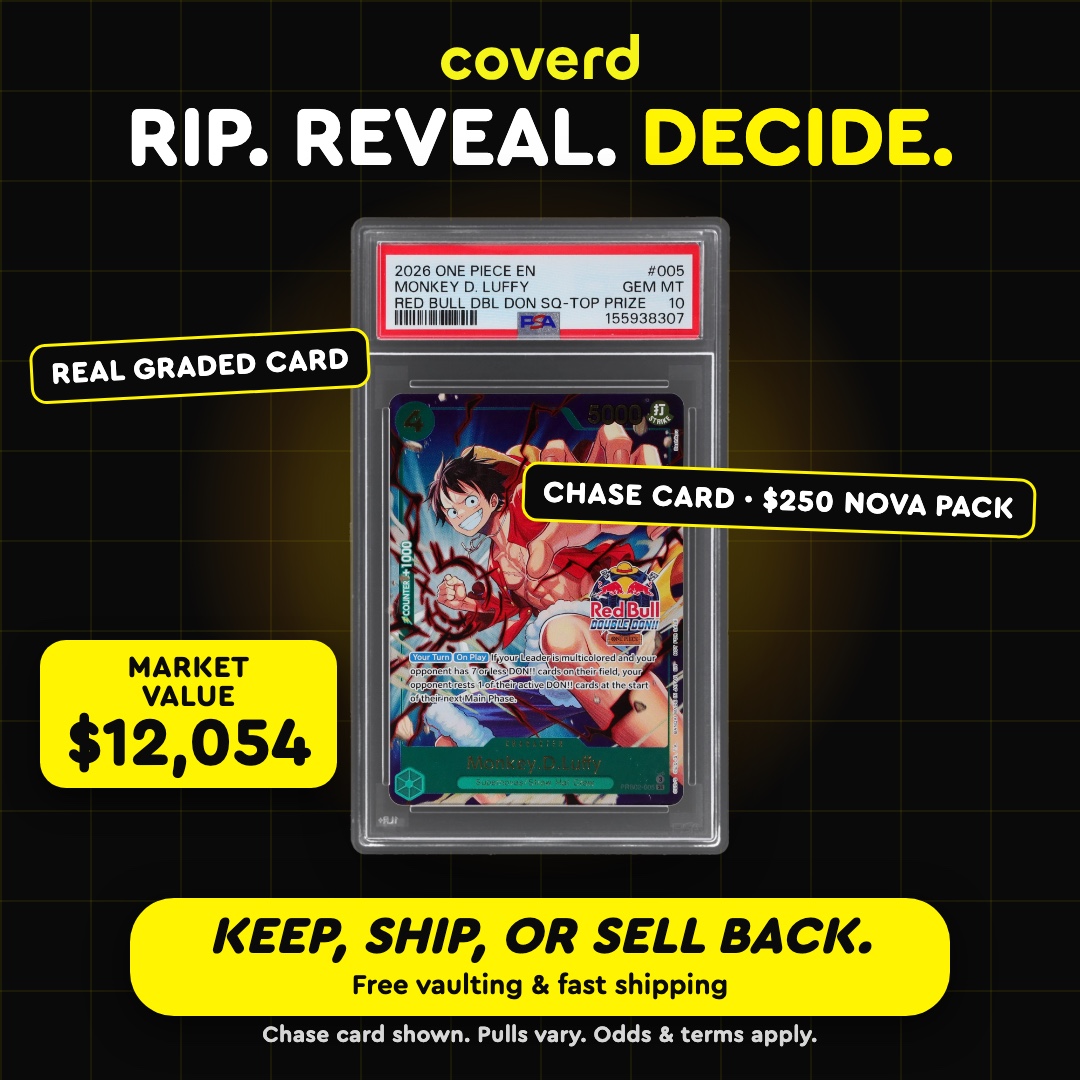 coverd
RIP. REVEAL. DECIDE.
2026 ONE PIECE EN #005
MONKEY D. LUFFY GEM MT
RED BULL DBL DON SQ-TOP PRIZE 10
PSA 155938307
REAL GRADED CARD
4 5000 打
STRIKE
CHASE CARD • $250 NOVA PACK
COUNTER +1000
Red Bull
DOUBLE DON!!
ONE PIECE
Your Turn On Play If your Leader is multicolored and your
opponent has 7 or less DON!! cards on their field, your
opponent rests 1 of their active DON!! cards at the start
of their next Main Phase.
MARKET
VALUE
$12,054
Monkey.D.Luffy
KEEP, SHIP, OR SELL BACK.
Free vaulting & fast shipping
Chase card shown. Pulls vary. Odds & terms apply.